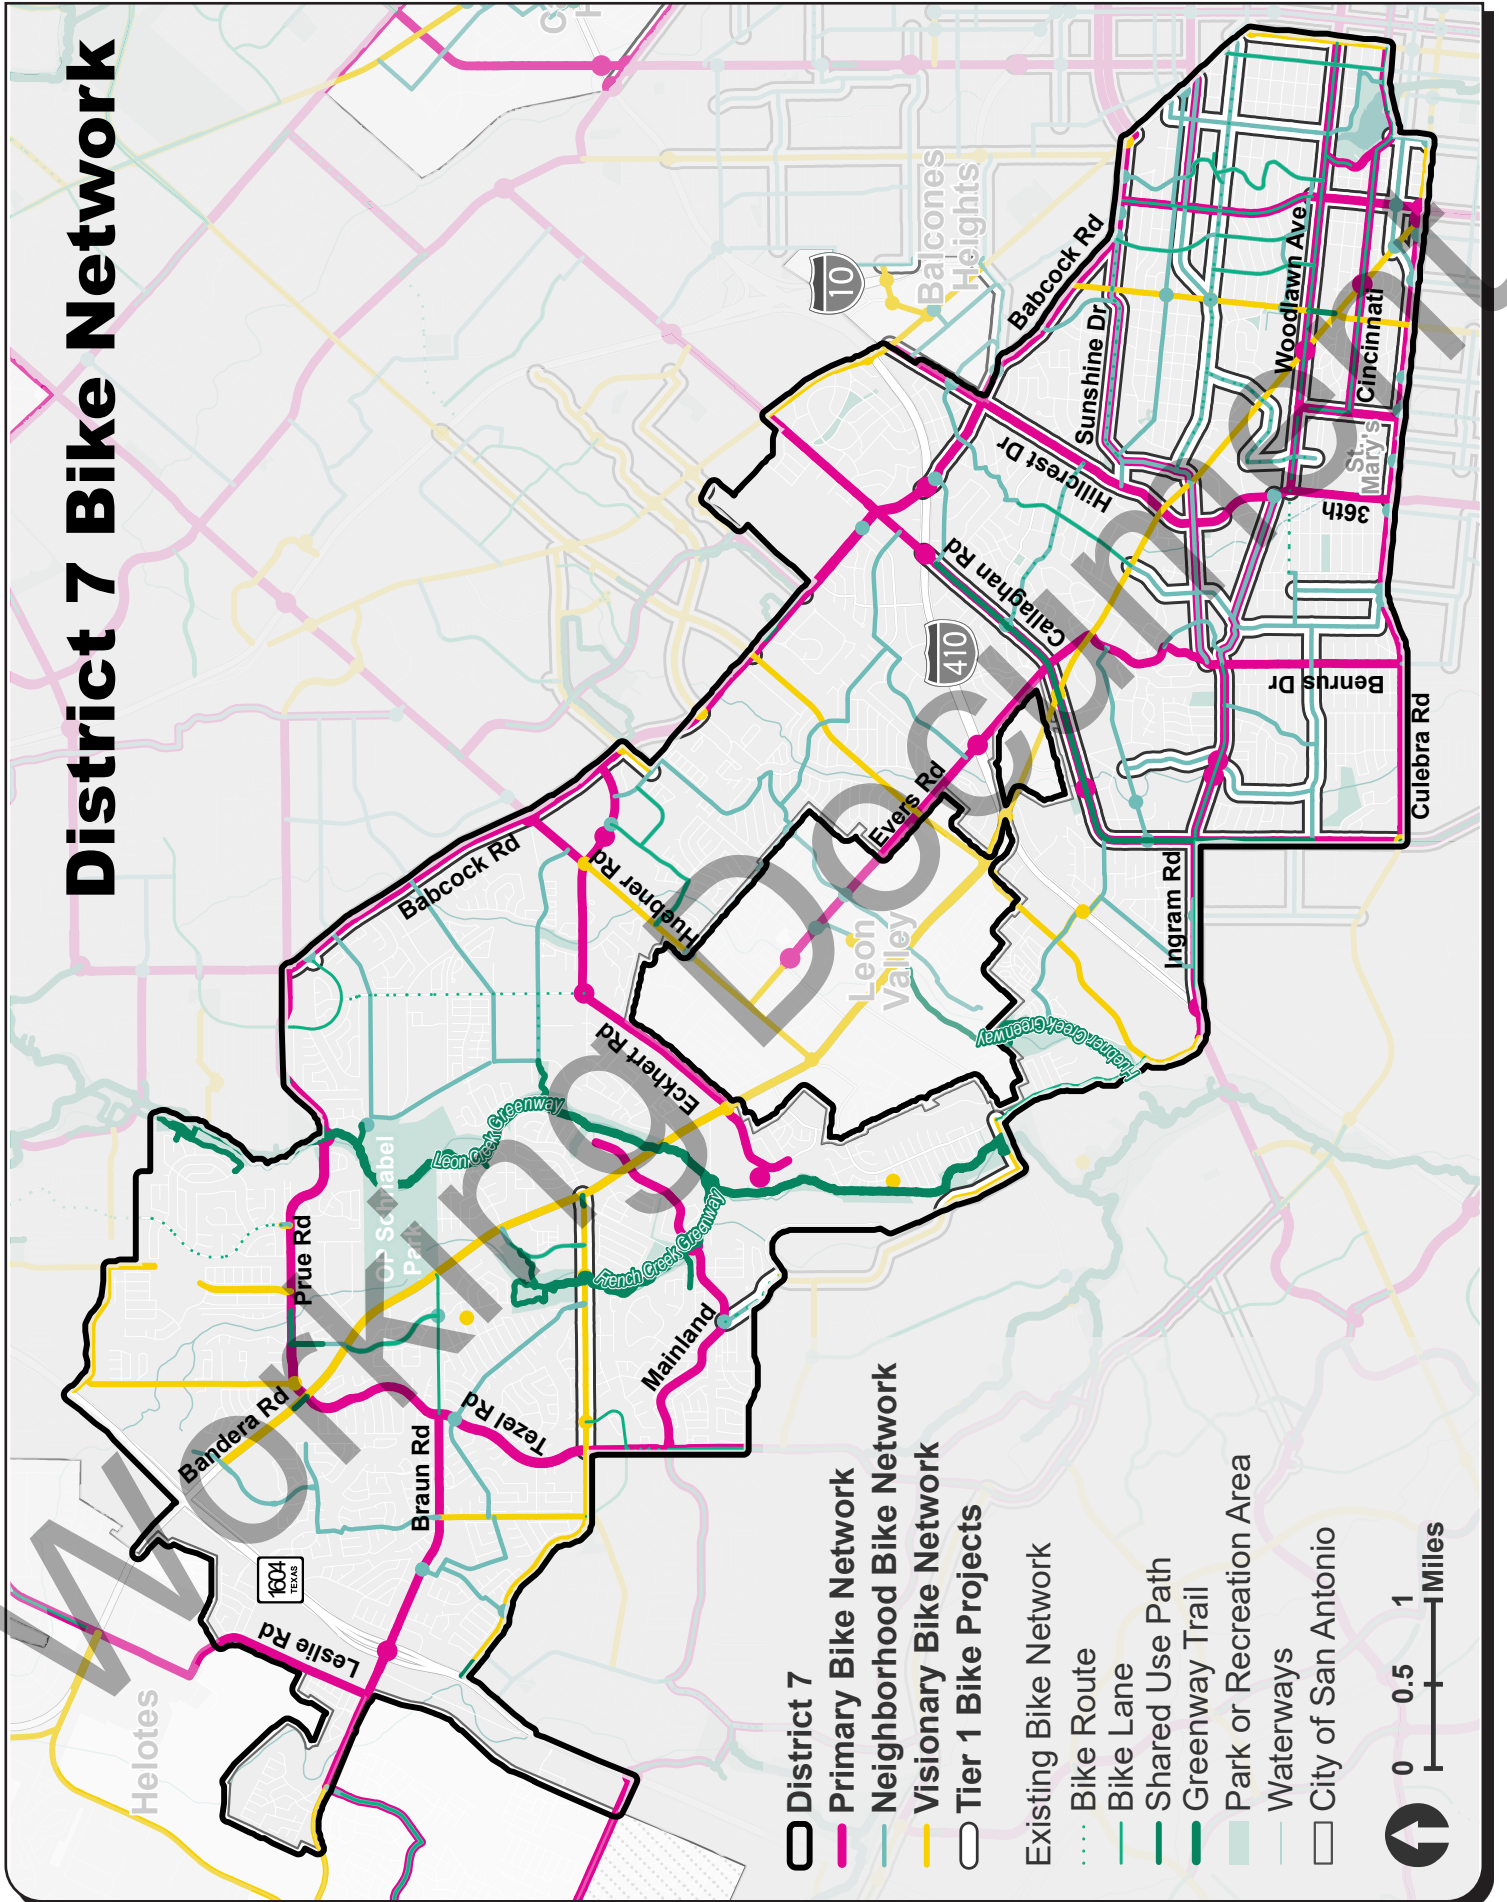 District 7 Bike Network
Helotes
Leslie Rd
1604
TEXAS
Bandera Rd
Braun Rd
Tezel Rd
Prue Rd
OP Schnabel
Park
Leon Creek Greenway
French Creek Greenway
Mainland
Eckhert Rd
Babcock Rd
Huebner Rd
Leon
Valley
Huebner Creek Greenway
Evers Rd
Ingram Rd
410
Callaghan Rd
Culebra Rd
Benrus Dr
Hillcrest Dr
36th
St.
Mary's
Sunshine Dr
Babcock Rd
10
Balcones
Heights
Woodlawn Ave
Cincinnati
Working Document
District 7
Primary Bike Network
Neighborhood Bike Network
Visionary Bike Network
Tier 1 Bike Projects
Existing Bike Network
Bike Route
Bike Lane
Shared Use Path
Greenway Trail
Park or Recreation Area
Waterways
City of San Antonio
0 0.5 1
Miles